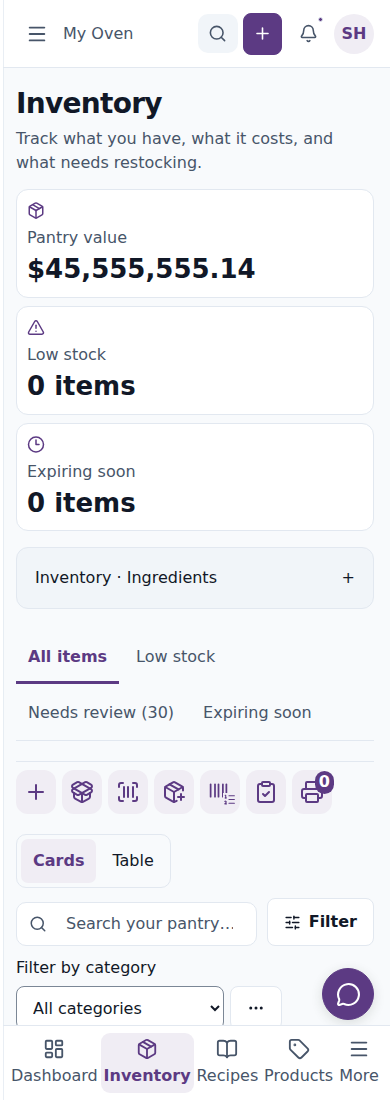 My Oven
SH
Inventory
Track what you have, what it costs, and
what needs restocking.
Pantry value
$45,555,555.14
Low stock
0 items
Expiring soon
0 items
Inventory · Ingredients +
All items Low stock
Needs review (30) Expiring soon
0
Cards Table
Search your pantry… Filter
Filter by category
All categories ...
Dashboard Inventory Recipes Products More